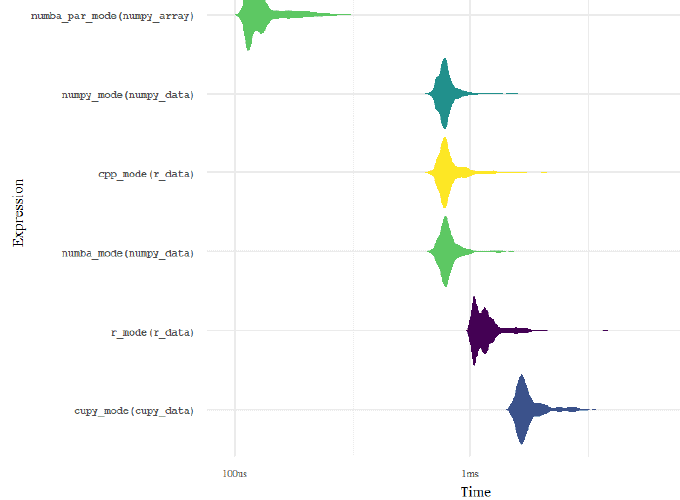 numba_par_mode(numpy_array)
numpy_mode(numpy_data)
cpp_mode(r_data)
numba_mode(numpy_data)
r_mode(r_data)
cupy_mode(cupy_data)
Expression
100us
1ms
Time